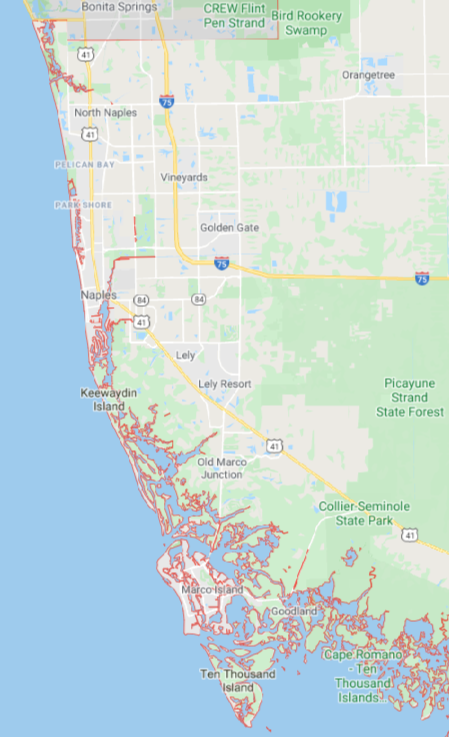 Bonita Springs
CREW Flint
Pen Strand
Bird Rookery
Swamp
41
Orangetree
75
North Naples
41
PELICAN BAY
Vineyards
PARK SHORE
Golden Gate
75
75
Naples
84
84
41
Lely
Lely Resort
Keewaydin
Island
Picayune
Strand
State Forest
41
Old Marco
Junction
Collier-Seminole
State Park
41
Marco Island
Goodland
Cape Romano
- Ten
Thousand
Islands...
Ten Thousand
Island